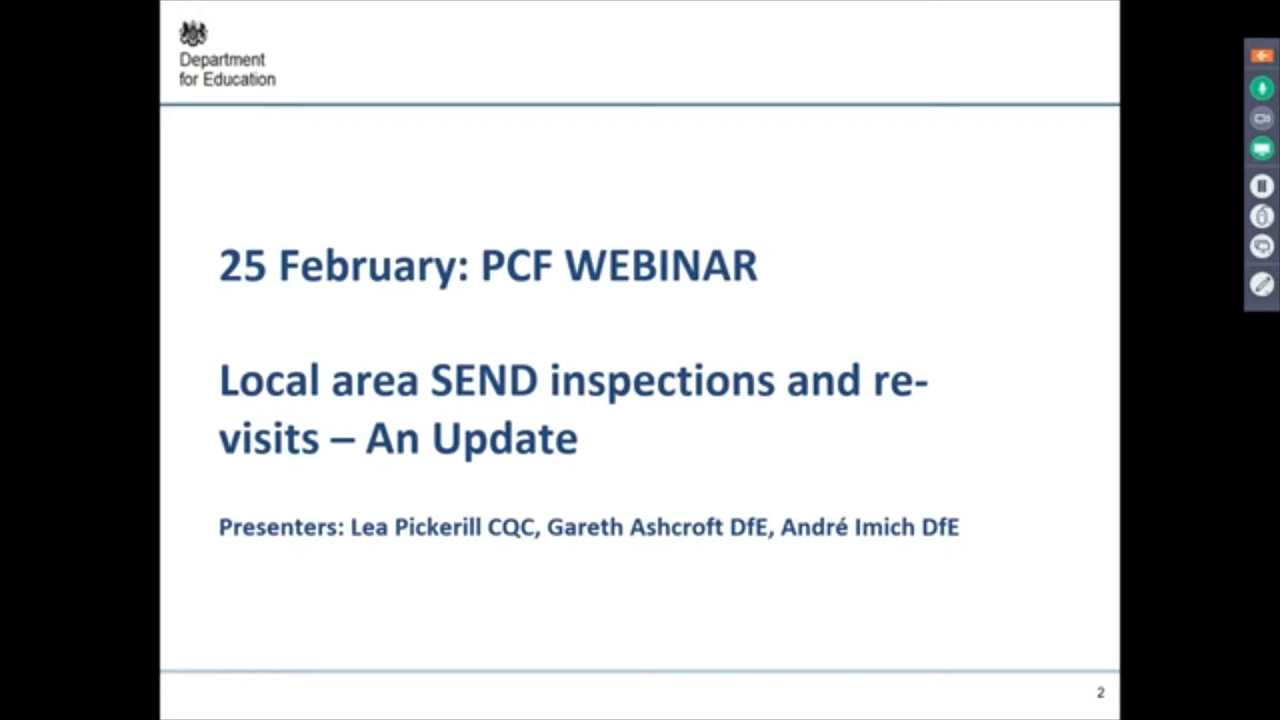 Department
for Education
25 February: PCF WEBINAR
Local area SEND inspections and re-
visits – An Update
Presenters: Lea Pickerill CQC, Gareth Ashcroft DfE, André Imich DfE
2